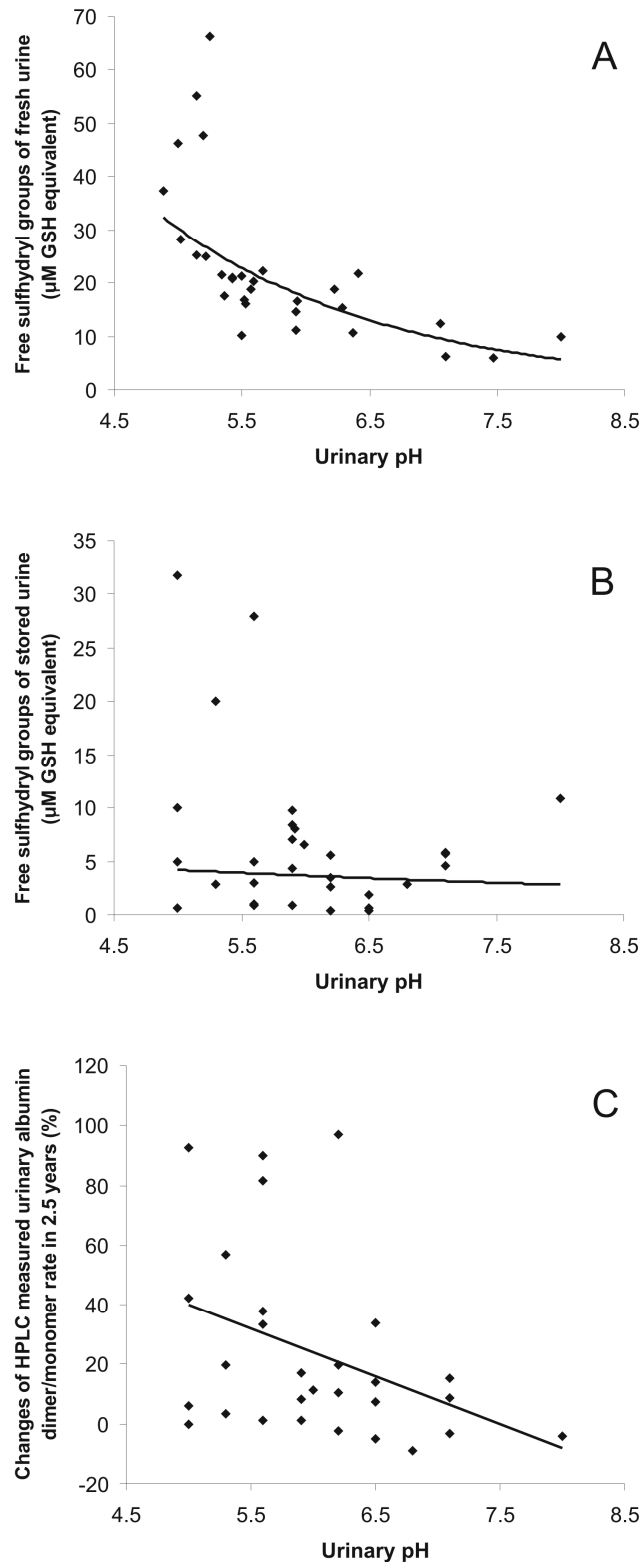 A
Free sulfhydryl groups of fresh urine
(µM GSH equivalent)
70
60
50
40
30
20
10
0
4.5 5.5 6.5 7.5 8.5
Urinary pH
B
Free sulfhydryl groups of stored urine
(µM GSH equivalent)
35
30
25
20
15
10
5
0
4.5 5.5 6.5 7.5 8.5
Urinary pH
C
Changes of HPLC measured urinary albumin
dimer/monomer rate in 2.5 years (%)
120
100
80
60
40
20
0
-20
4.5 5.5 6.5 7.5 8.5
Urinary pH